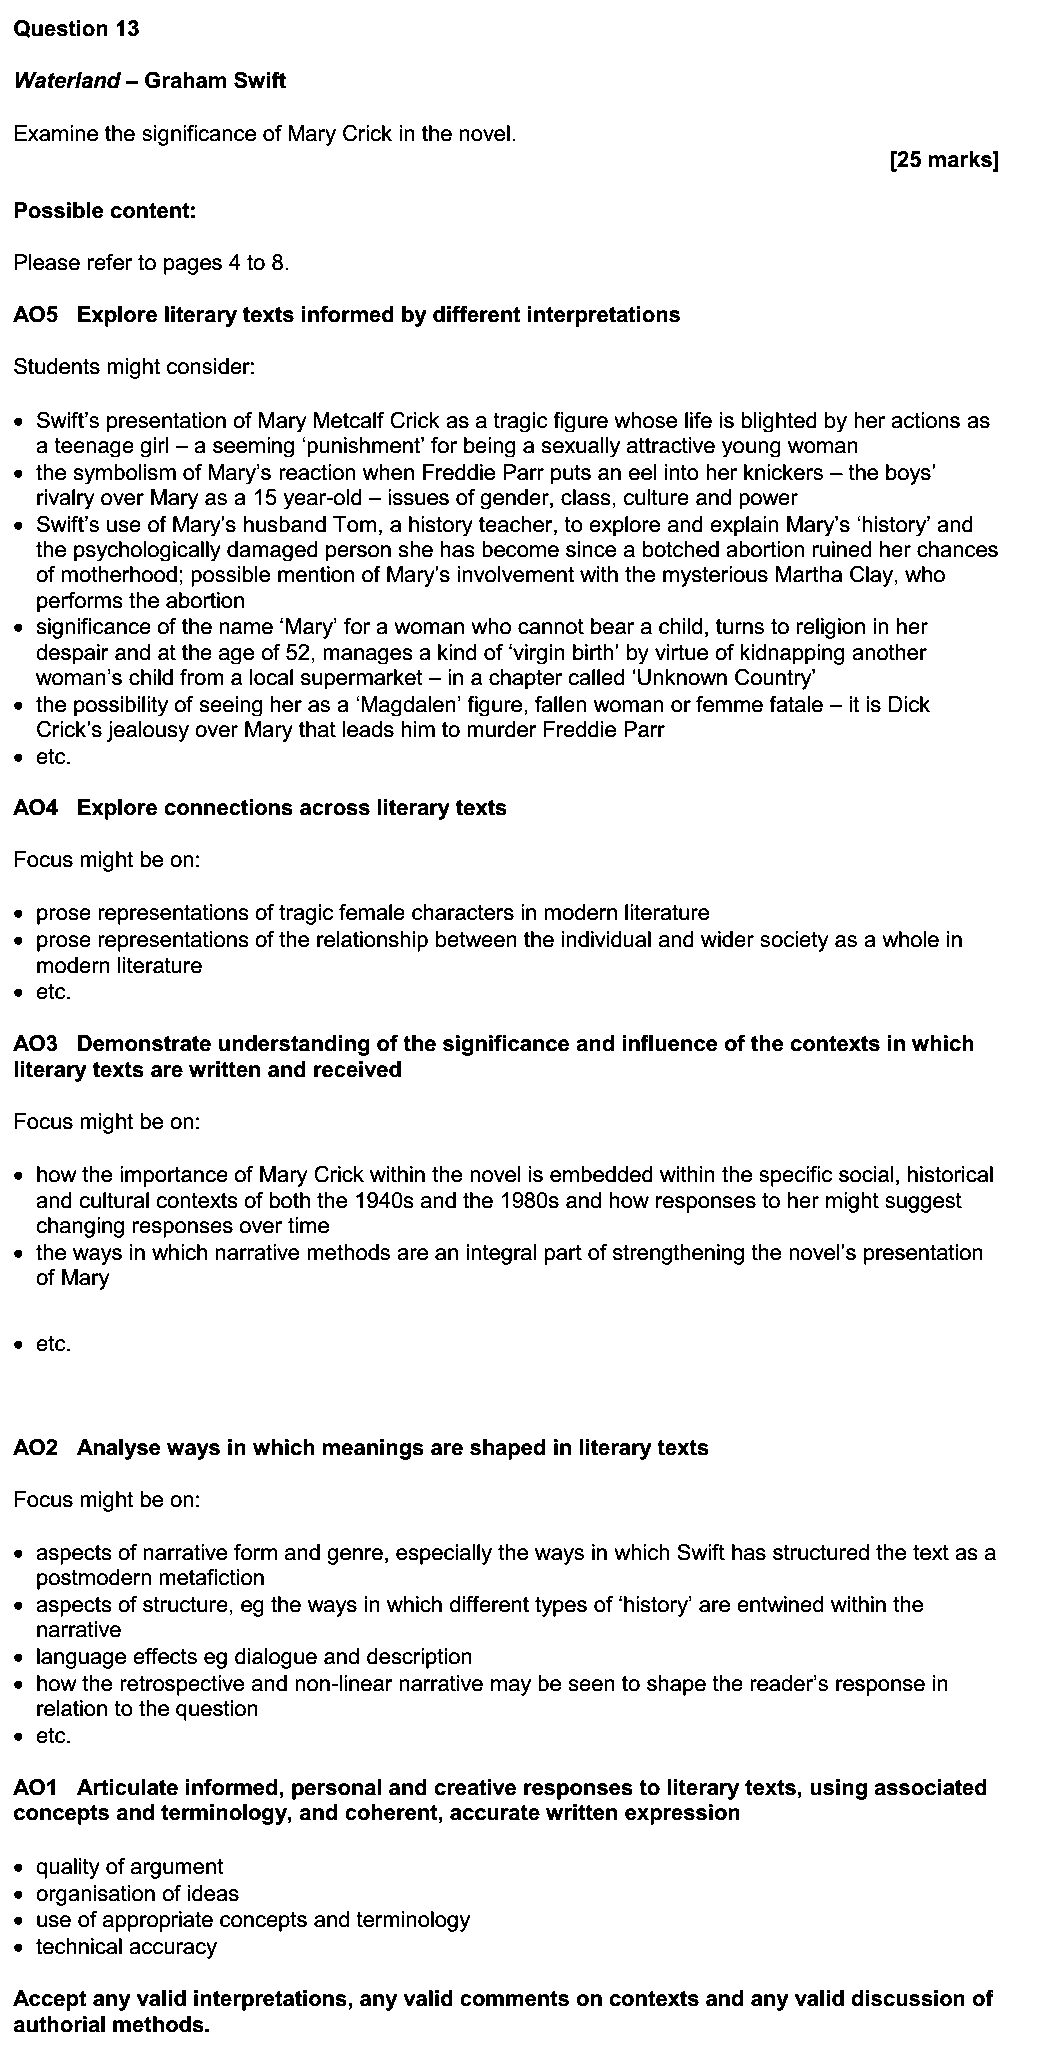 Question 13
Waterland – Graham Swift
Examine the significance of Mary Crick in the novel.
[25 marks]
Possible content:
Please refer to pages 4 to 8.
AO5 Explore literary texts informed by different interpretations
Students might consider:
• Swift's presentation of Mary Metcalf Crick as a tragic figure whose life is blighted by her actions as
a teenage girl – a seeming 'punishment' for being a sexually attractive young woman
• the symbolism of Mary's reaction when Freddie Parr puts an eel into her knickers – the boys'
rivalry over Mary as a 15 year-old – issues of gender, class, culture and power
• Swift's use of Mary's husband Tom, a history teacher, to explore and explain Mary's 'history' and
the psychologically damaged person she has become since a botched abortion ruined her chances
of motherhood; possible mention of Mary's involvement with the mysterious Martha Clay, who
performs the abortion
• significance of the name 'Mary' for a woman who cannot bear a child, turns to religion in her
despair and at the age of 52, manages a kind of 'virgin birth' by virtue of kidnapping another
woman's child from a local supermarket – in a chapter called 'Unknown Country'
• the possibility of seeing her as a 'Magdalen' figure, fallen woman or femme fatale – it is Dick
Crick's jealousy over Mary that leads him to murder Freddie Parr
• etc.
AO4 Explore connections across literary texts
Focus might be on:
• prose representations of tragic female characters in modern literature
• prose representations of the relationship between the individual and wider society as a whole in
modern literature
• etc.
AO3 Demonstrate understanding of the significance and influence of the contexts in which
literary texts are written and received
Focus might be on:
• how the importance of Mary Crick within the novel is embedded within the specific social, historical
and cultural contexts of both the 1940s and the 1980s and how responses to her might suggest
changing responses over time
• the ways in which narrative methods are an integral part of strengthening the novel's presentation
of Mary
• etc.
AO2 Analyse ways in which meanings are shaped in literary texts
Focus might be on:
• aspects of narrative form and genre, especially the ways in which Swift has structured the text as a
postmodern metafiction
• aspects of structure, eg the ways in which different types of 'history' are entwined within the
narrative
• language effects eg dialogue and description
• how the retrospective and non-linear narrative may be seen to shape the reader's response in
relation to the question
• etc.
AO1 Articulate informed, personal and creative responses to literary texts, using associated
concepts and terminology, and coherent, accurate written expression
• quality of argument
• organisation of ideas
• use of appropriate concepts and terminology
• technical accuracy
Accept any valid interpretations, any valid comments on contexts and any valid discussion of
authorial methods.